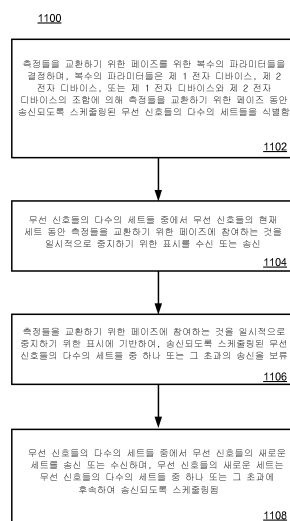 1100
측정들을 교환하기 위한 페이즈를 위한 복수의 파라미터들을
결정하며, 복수의 파라미터들은 제 1 전자 디바이스, 제 2
전자 디바이스, 또는 제 1 전자 디바이스와 제 2 전자
디바이스의 조합에 의해 측정들을 교환하기 위한 페이즈 동안
송신되도록 스케줄링된 무선 신호들의 다수의 세트들을 식별함
1102
무선 신호들의 다수의 세트들 중에서 무선 신호들의 현재
세트 동안 측정들을 교환하기 위한 페이즈에 참여하는 것을
일시적으로 중지하기 위한 표시를 수신 또는 송신
1104
측정들을 교환하기 위한 페이즈에 참여하는 것을 일시적으로
중지하기 위한 표시에 기반하여, 송신되도록 스케줄링된 무선
신호들의 다수의 세트들 중 하나 또는 그 초과의 송신을 보류
1106
무선 신호들의 다수의 세트들 중에서 무선 신호들의 새로운
세트를 송신 또는 수신하며, 무선 신호들의 새로운 세트는
무선 신호들의 다수의 세트들 중 하나 또는 그 초과에
후속하여 송신되도록 스케줄링됨
1108